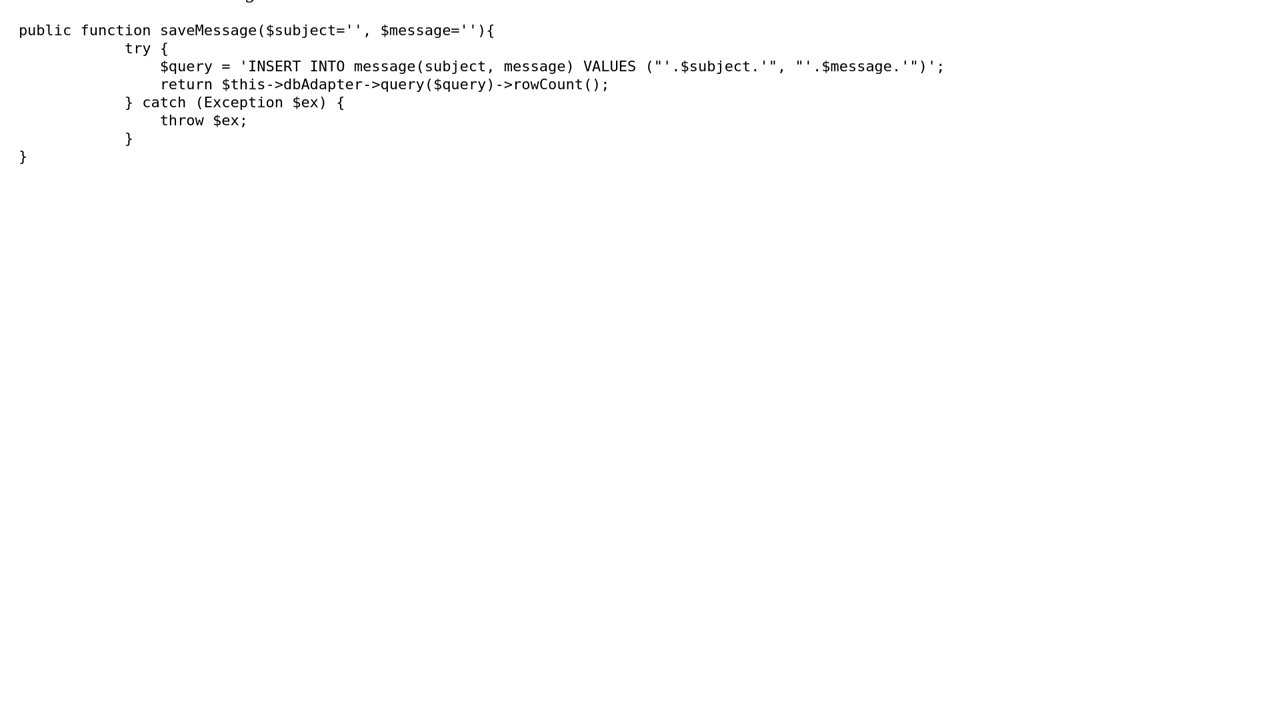 public function saveMessage($subject='', $message=''){
            try {
                $query = 'INSERT INTO message(subject, message) VALUES ("'.$subject.'", "'.$message.'")';
                return $this->dbAdapter->query($query)->rowCount();
            } catch (Exception $ex) {
                throw $ex;
            }
}